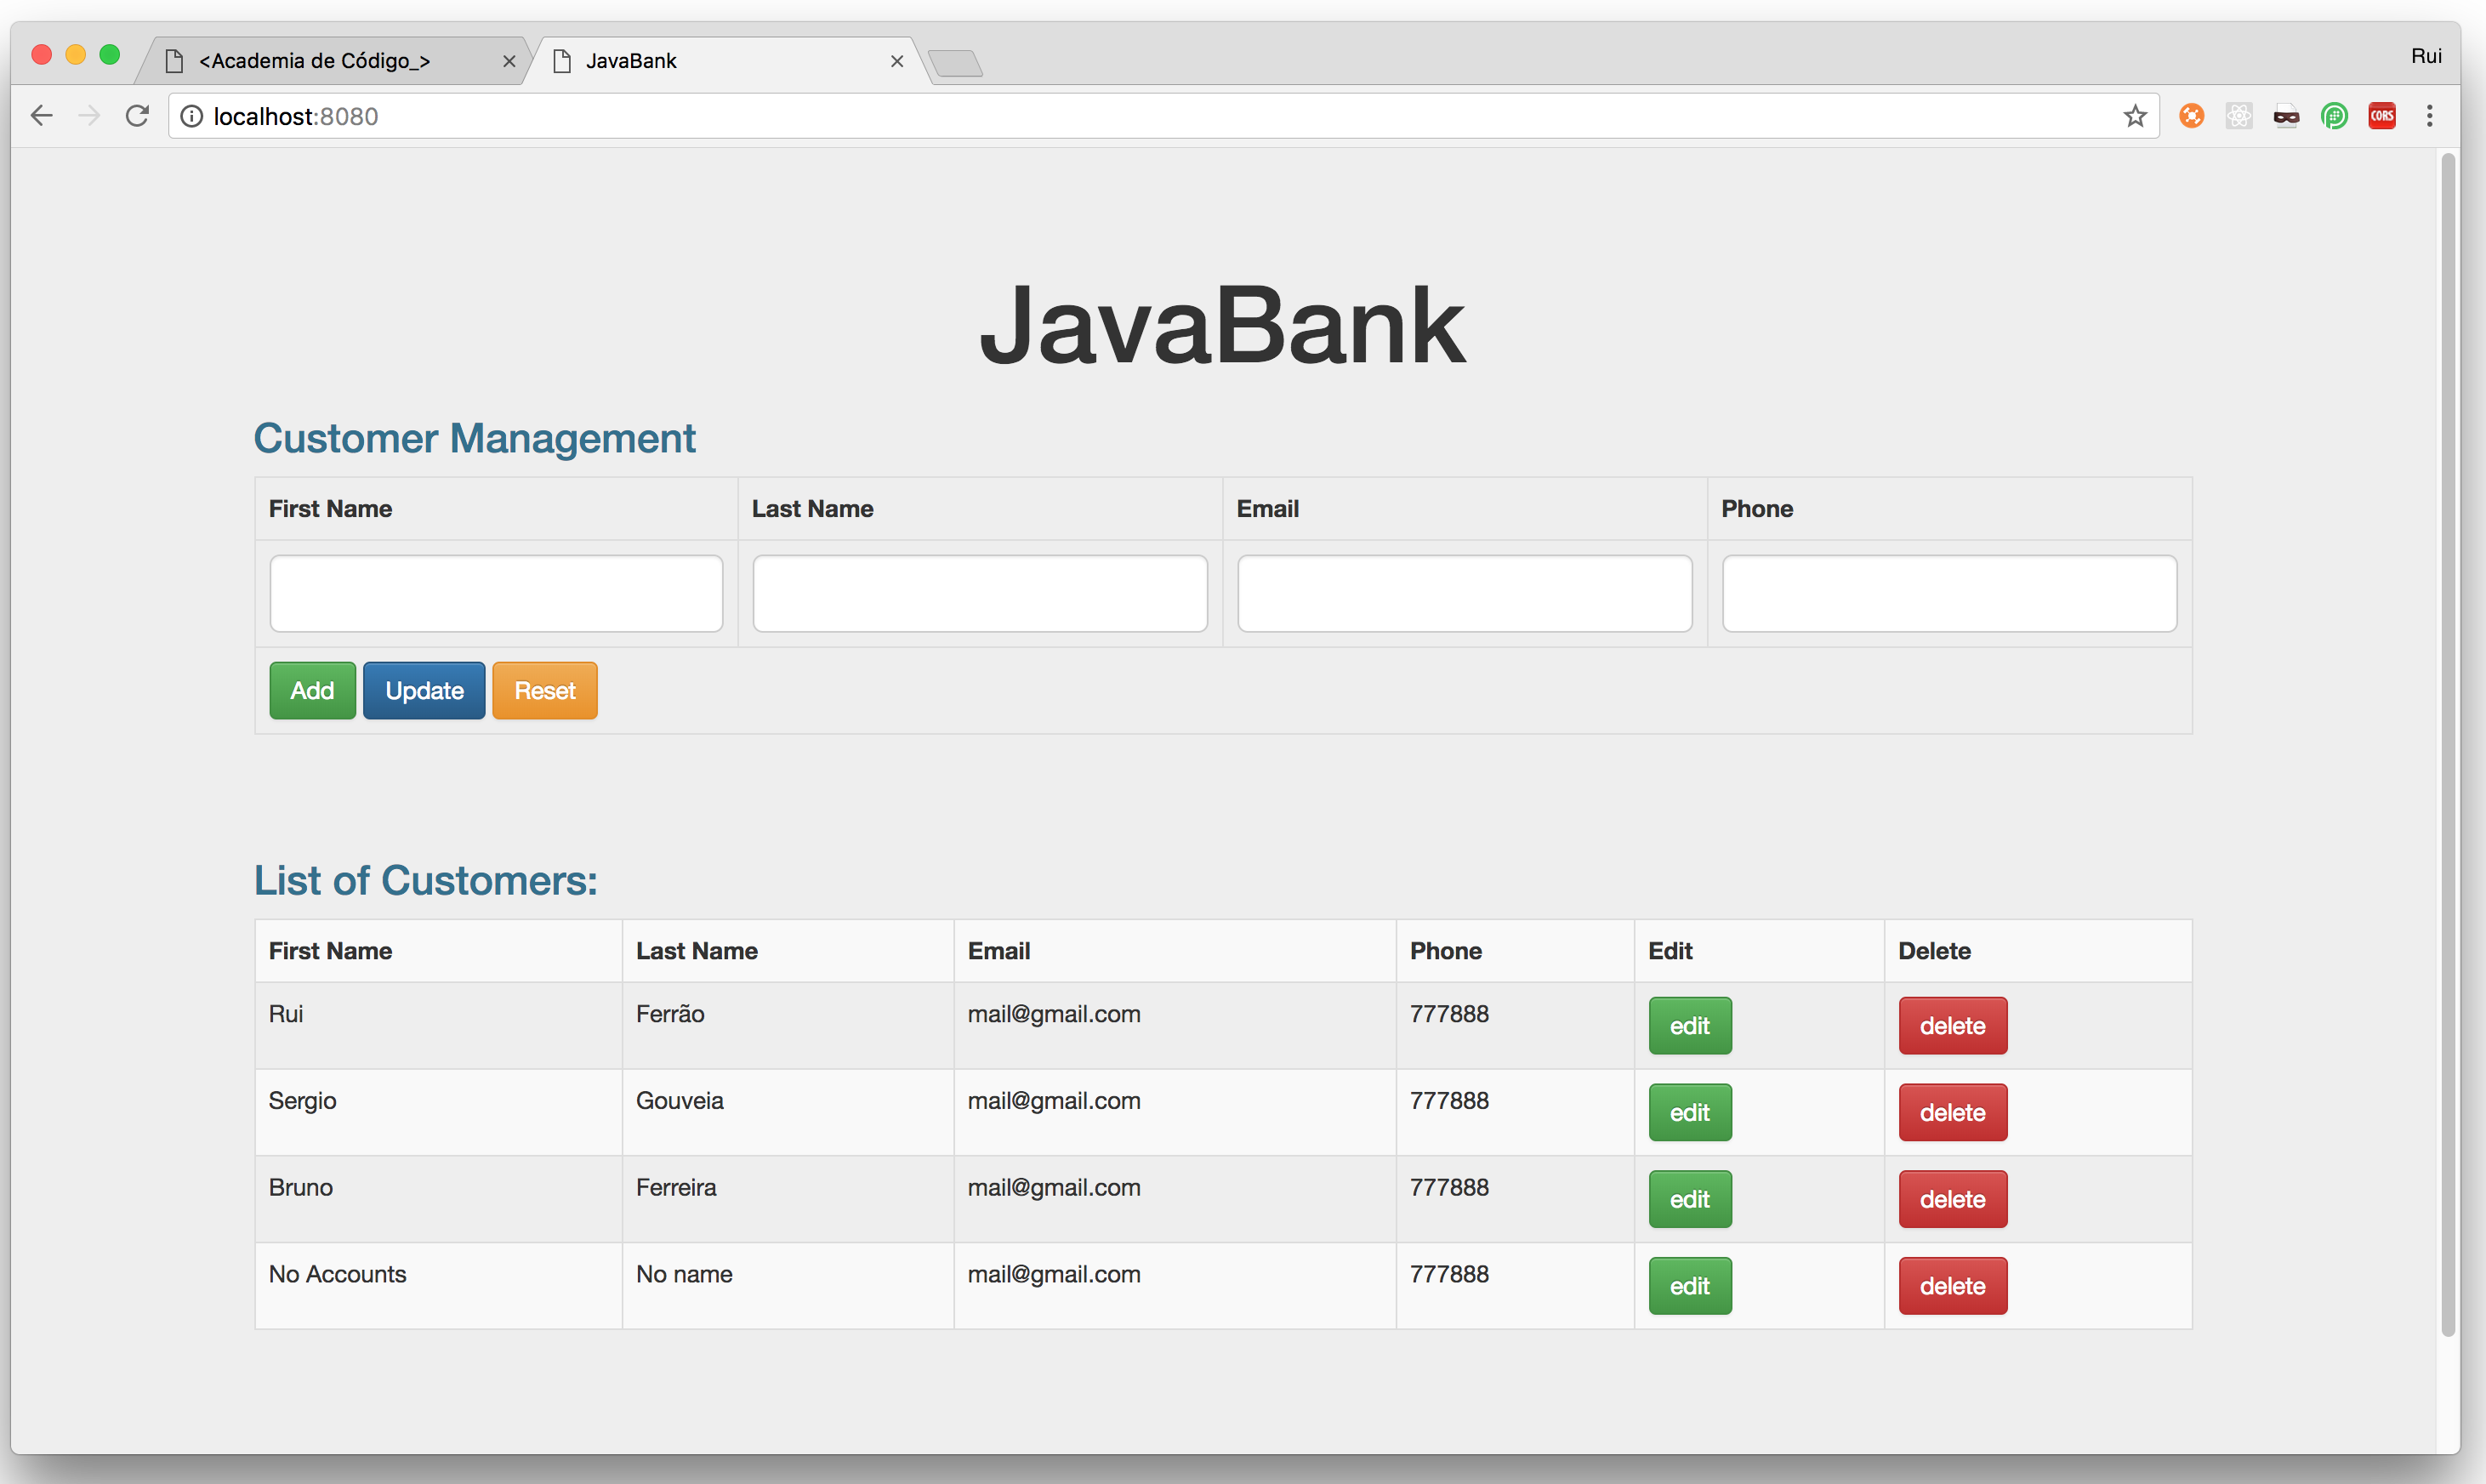 <Academia de Código_> JavaBank Rui
localhost:8080 CORS
JavaBank
Customer Management
First Name Last Name Email Phone
Add Update Reset
List of Customers:
First Name Last Name Email Phone Edit Delete
Rui Ferrão mail@gmail.com 777888 edit delete
Sergio Gouveia mail@gmail.com 777888 edit delete
Bruno Ferreira mail@gmail.com 777888 edit delete
No Accounts No name mail@gmail.com 777888 edit delete